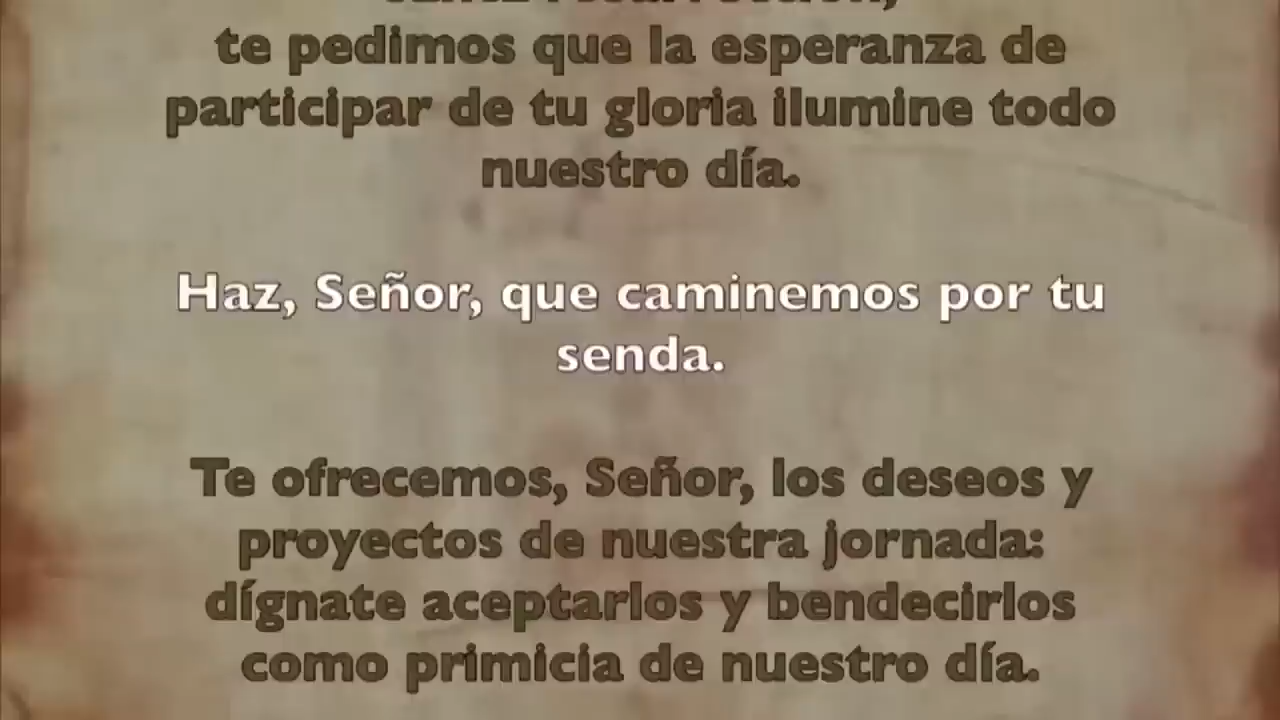 te pedimos que la esperanza de
participar de tu gloria ilumine todo
nuestro día.
Haz, Señor, que caminemos por tu
senda.
Te ofrecemos, Señor, los deseos y
proyectos de nuestra jornada:
dígnate aceptarlos y bendecirlos
como primicia de nuestro día.